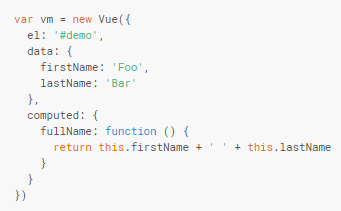 var vm = new Vue({
  el: '#demo',
  data: {
    firstName: 'Foo',
    lastName: 'Bar'
  },
  computed: {
    fullName: function () {
      return this.firstName + ' ' + this.lastName
    }
  }
})